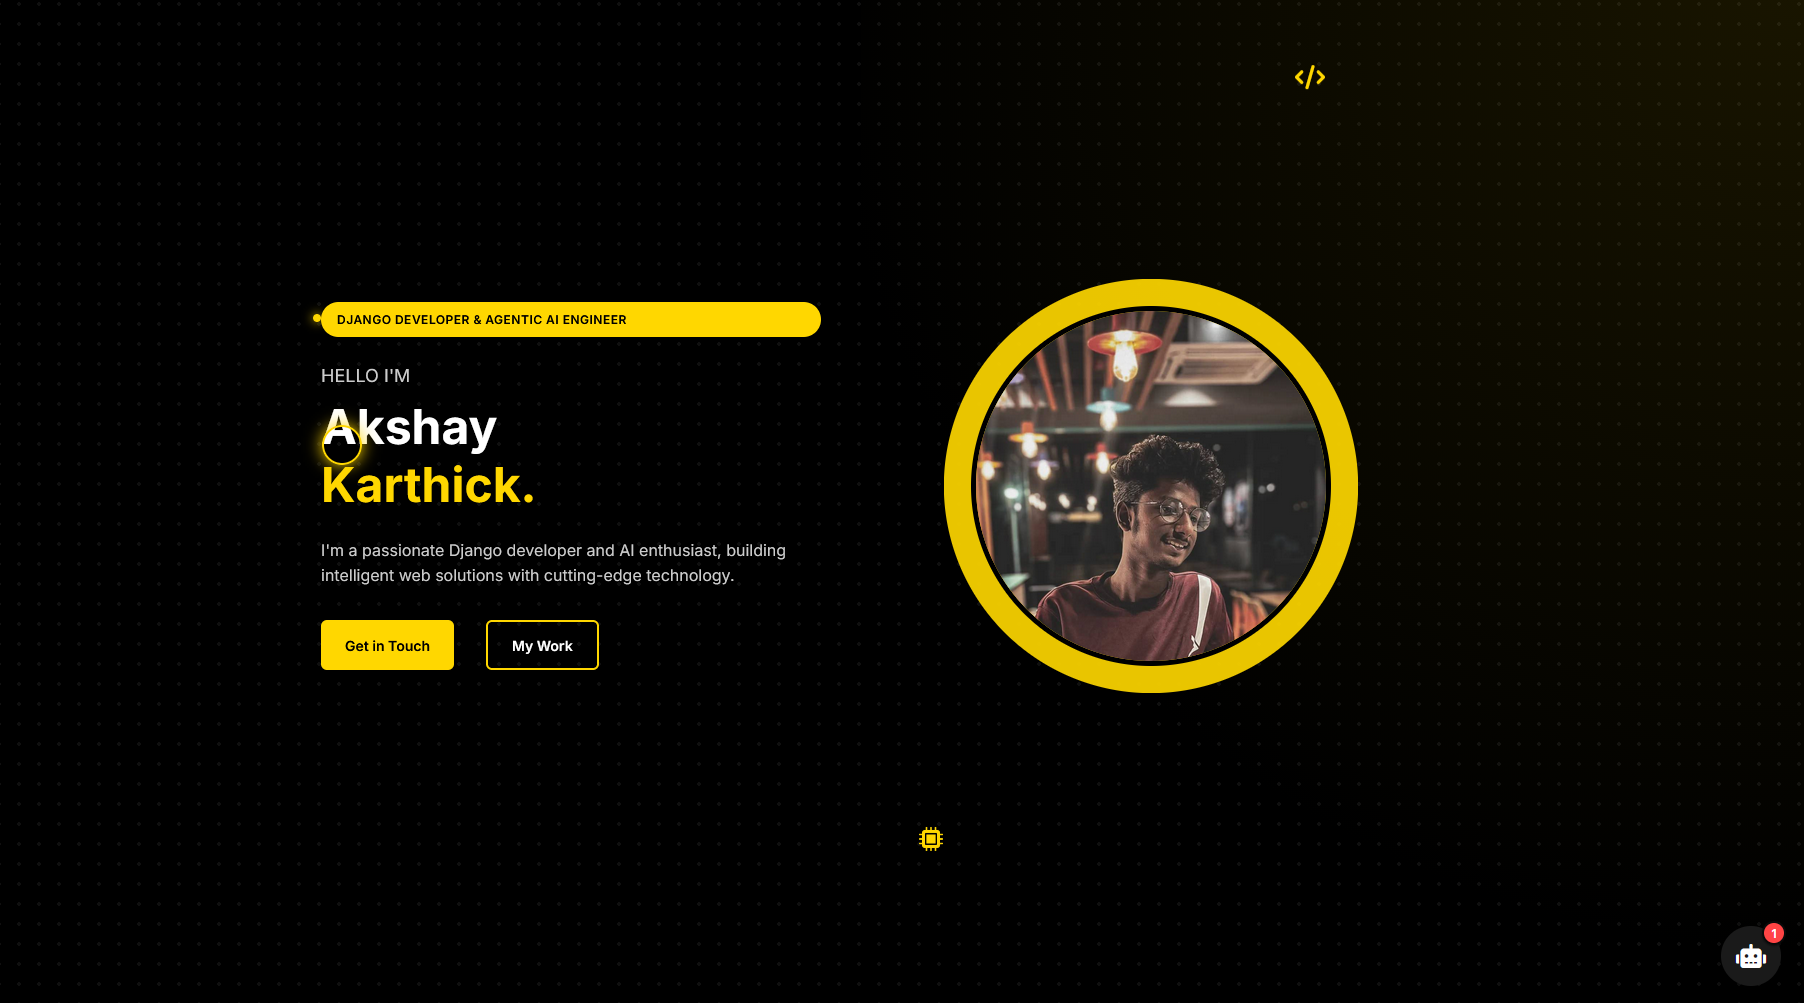 DJANGO DEVELOPER & AGENTIC AI ENGINEER
HELLO I'M
Akshay
Karthick.
I'm a passionate Django developer and AI enthusiast, building
intelligent web solutions with cutting-edge technology.
Get in Touch
My Work
1